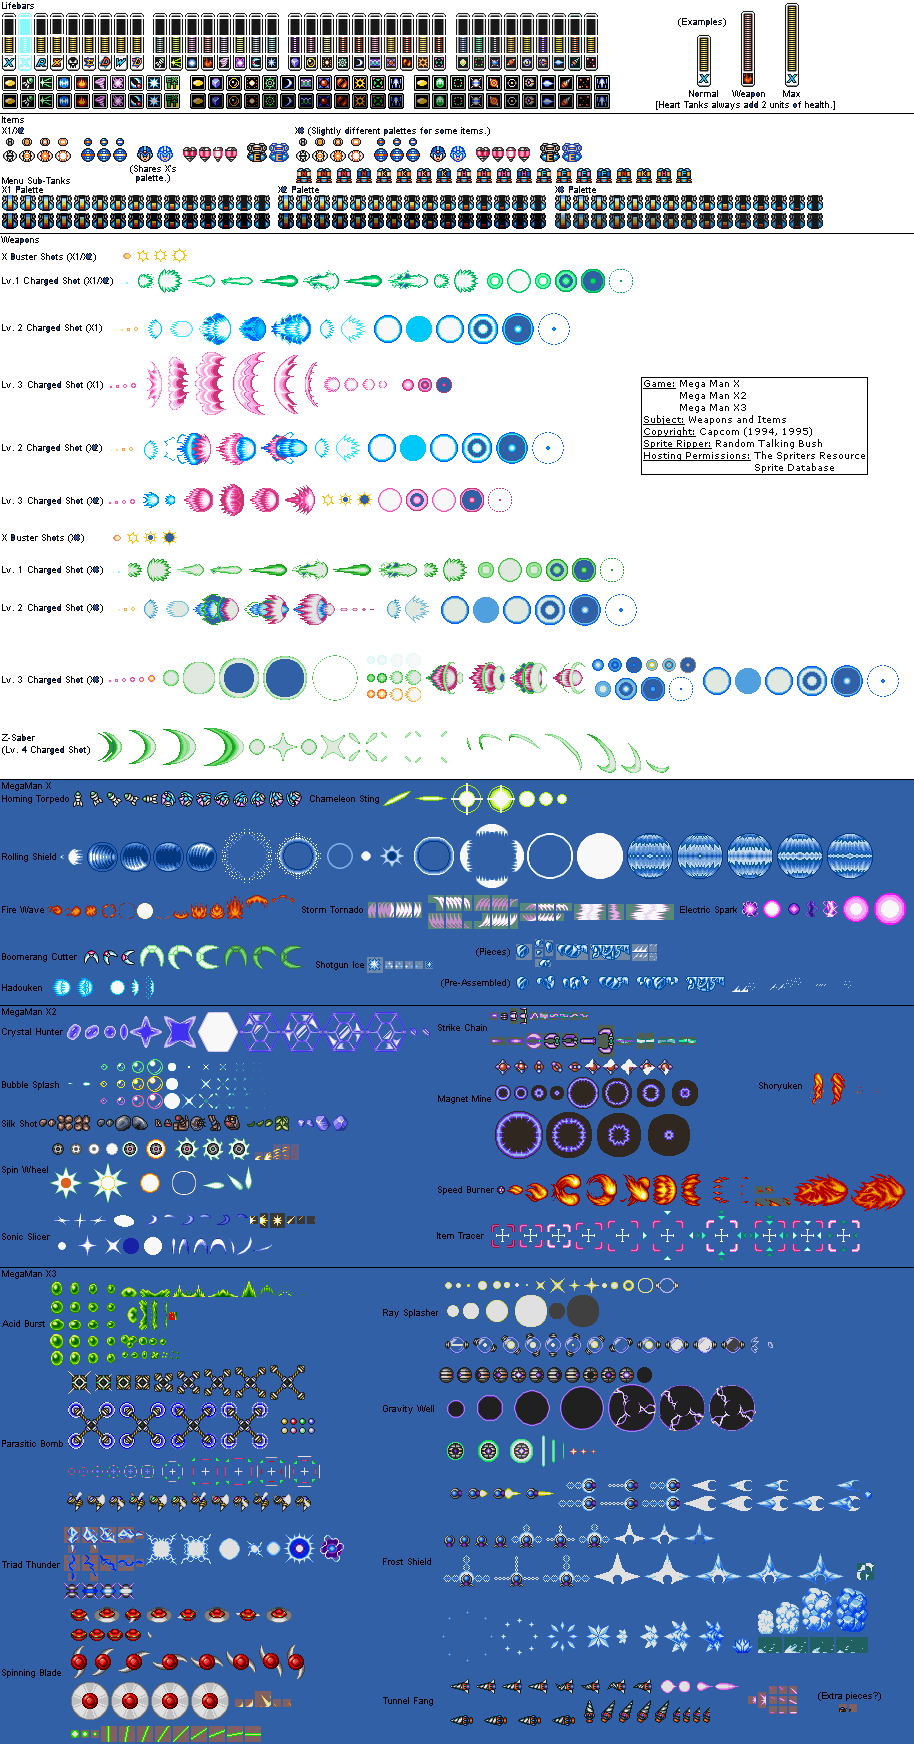 Lifebars
(Examples)
Normal
Weapon
Max
[Heart Tanks always add 2 units of health.]
Items
X1/X2
X3 (Slightly different palettes for some items.)
(Shares X's
palette.)
Menu Sub-Tanks
X1 Palette
X2 Palette
X3 Palette
Weapons
X Buster Shots (X1/X2)
Lv.1 Charged Shot (X1/X2)
Lv. 2 Charged Shot (X1)
Lv. 3 Charged Shot (X1)
Game: Mega Man X
Mega Man X2
Mega Man X3
Subject: Weapons and Items
Copyright: Capcom (1994, 1995)
Sprite Ripper: Random Talking Bush
Hosting Permissions: The Spriters Resource
Sprite Database
Lv. 2 Charged Shot (X2)
Lv. 3 Charged Shot (X2)
X Buster Shots (X3)
Lv. 1 Charged Shot (X3)
Lv. 2 Charged Shot (X3)
Lv. 3 Charged Shot (X3)
Z-Saber
(Lv. 4 Charged Shot)
MegaMan X
Homing Torpedo
Chameleon Sting
Rolling Shield
Fire Wave
Storm Tornado
Electric Spark
Boomerang Cutter
Shotgun Ice
(Pieces)
(Pre-Assembled)
Hadouken
MegaMan X2
Crystal Hunter
Strike Chain
Bubble Splash
Magnet Mine
Shoryuken
Silk Shot
Spin Wheel
Speed Burner
Sonic Slicer
Item Tracer
MegaMan X3
Acid Burst
Ray Splasher
Gravity Well
Parasitic Bomb
Triad Thunder
Frost Shield
Spinning Blade
Tunnel Fang
(Extra pieces?)